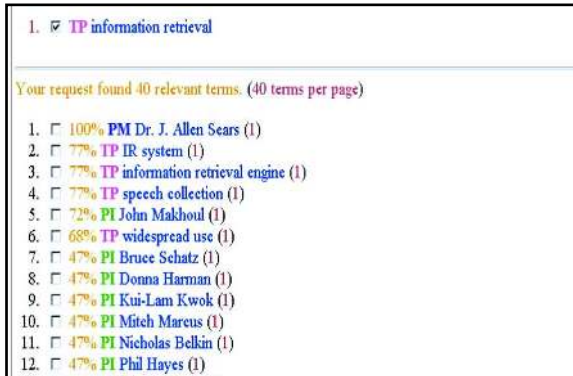 1. TP information retrieval
Your request found 40 relevant terms. (40 terms per page)
1. 100% PM Dr. J. Allen Sears (1)
2. 77% TP IR system (1)
3. 77% TP information retrieval engine (1)
4. 77% TP speech collection (1)
5. 72% PI John Makhoul (1)
6. 68% TP widespread use (1)
7. 47% PI Bruce Schatz (1)
8. 47% PI Donna Harman (1)
9. 47% PI Kui-Lam Kwok (1)
10. 47% PI Mitch Marcus (1)
11. 47% PI Nicholas Belkin (1)
12. 47% PI Phil Hayes (1)